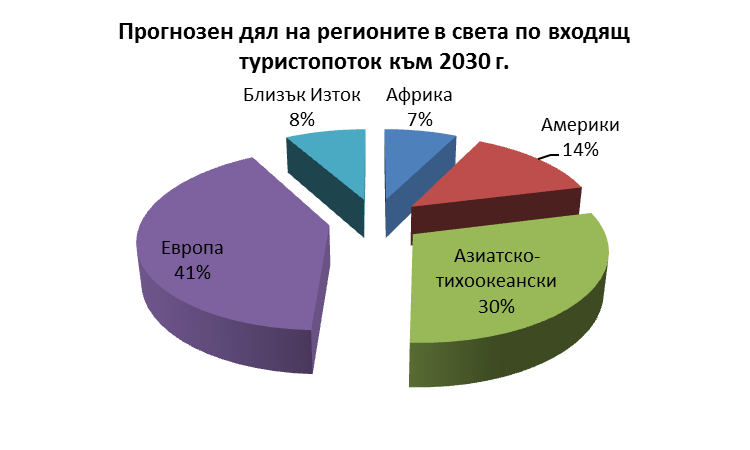 Прогнозен дял на регионите в света по входящ
туристопоток към 2030 г.
Близък Изток
8%
Африка
7%
Америки
14%
Европа
41%
Азиатско-
тихоокеански
30%